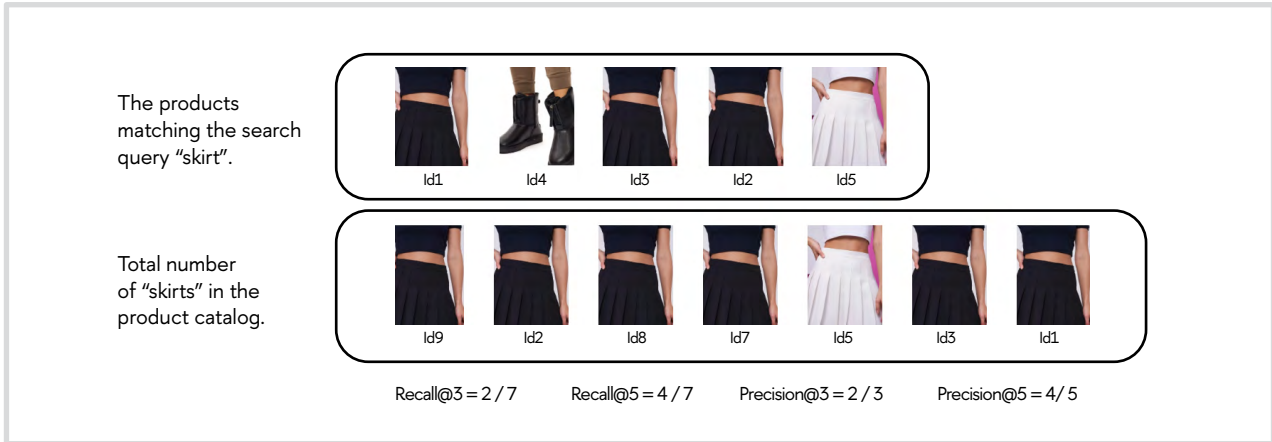 The products
matching the search
query “skirt”.
Id1 Id4 Id3 Id2 Id5
Total number
of “skirts” in the
product catalog.
Id9 Id2 Id8 Id7 Id5 Id3 Id1
Recall@3 = 2 / 7 Recall@5 = 4 / 7 Precision@3 = 2 / 3 Precision@5 = 4/ 5